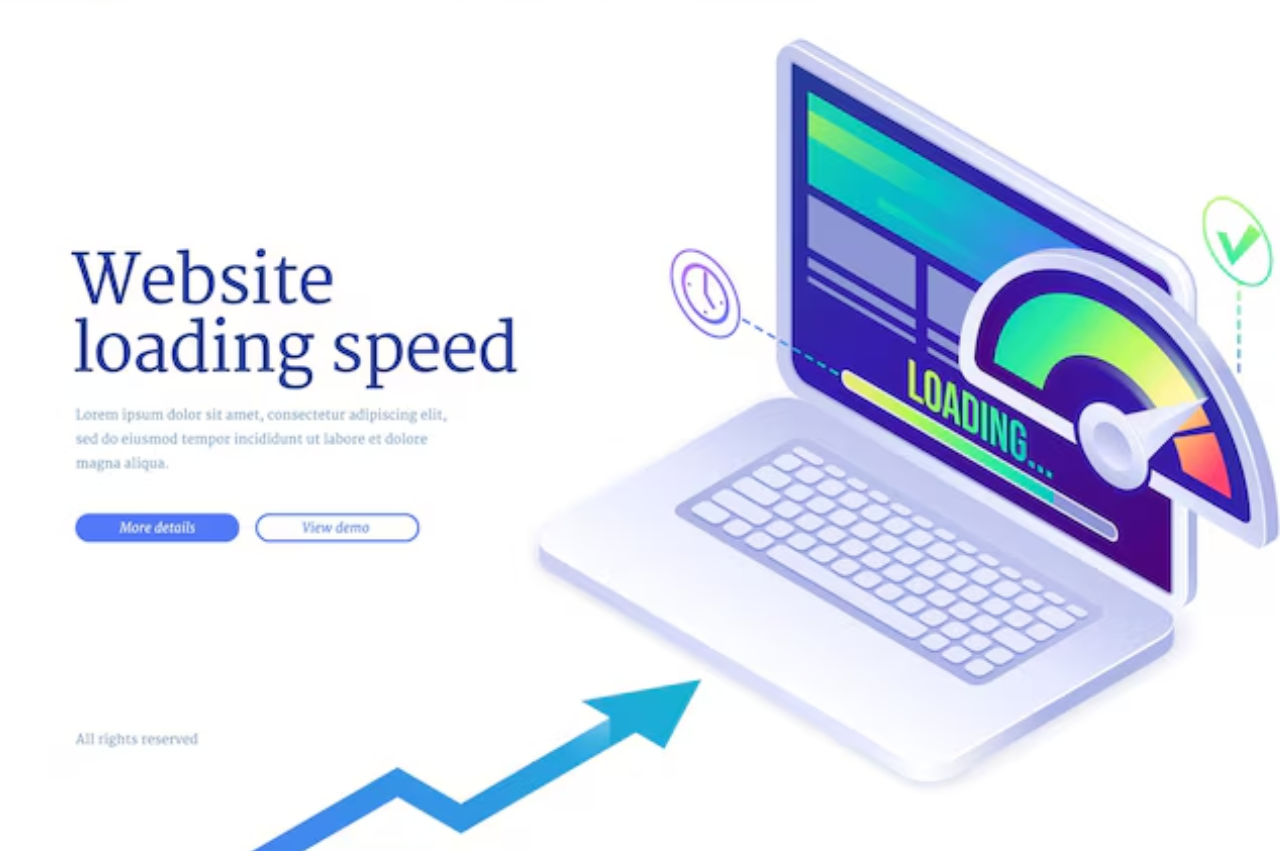 Website
loading speed
Lorem ipsum dolor sit amet, consectetur adipiscing elit,
sed do eiusmod tempor incididunt ut labore et dolore
magna aliqua.
More details
View demo
All rights reserved
LOADING...